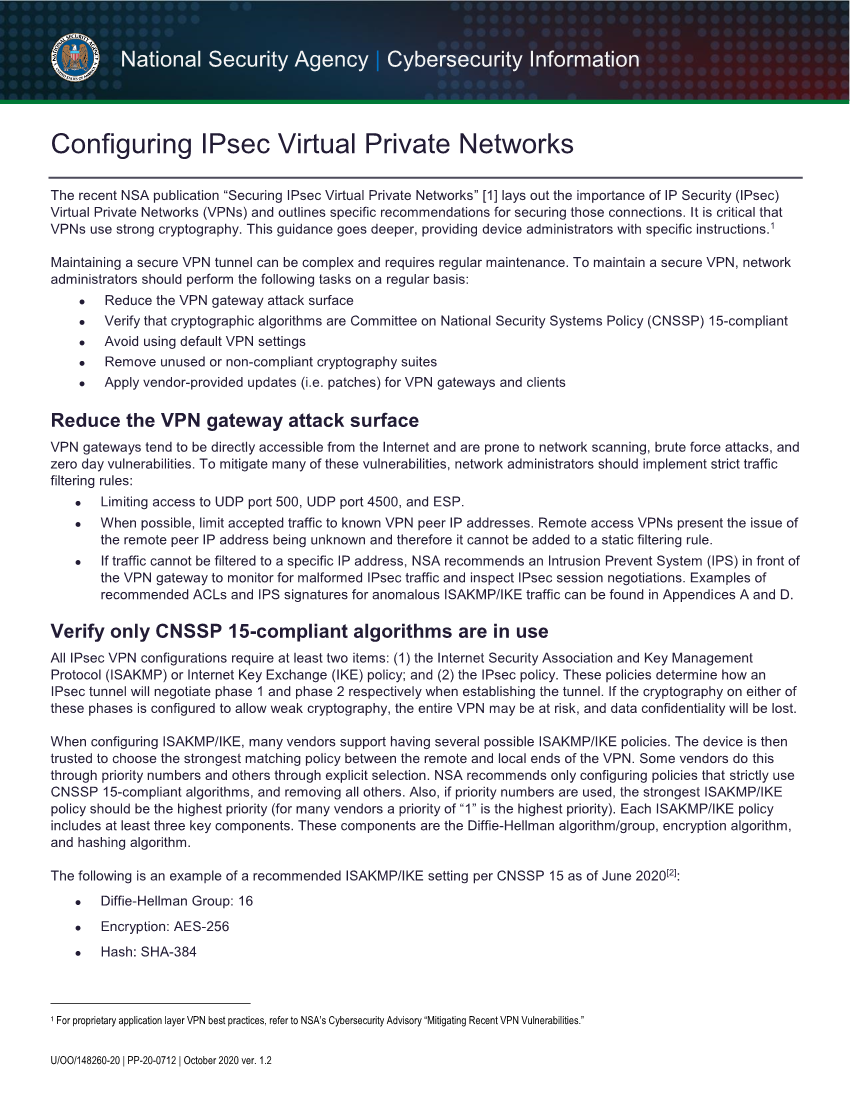 National Security Agency | Cybersecurity Information
Configuring IPsec Virtual Private Networks
The recent NSA publication “Securing IPsec Virtual Private Networks” [1] lays out the importance of IP Security (IPsec)
Virtual Private Networks (VPNs) and outlines specific recommendations for securing those connections. It is critical that
VPNs use strong cryptography. This guidance goes deeper, providing device administrators with specific instructions.¹
Maintaining a secure VPN tunnel can be complex and requires regular maintenance. To maintain a secure VPN, network
administrators should perform the following tasks on a regular basis:
● Reduce the VPN gateway attack surface
● Verify that cryptographic algorithms are Committee on National Security Systems Policy (CNSSP) 15-compliant
● Avoid using default VPN settings
● Remove unused or non-compliant cryptography suites
● Apply vendor-provided updates (i.e. patches) for VPN gateways and clients
Reduce the VPN gateway attack surface
VPN gateways tend to be directly accessible from the Internet and are prone to network scanning, brute force attacks, and
zero day vulnerabilities. To mitigate many of these vulnerabilities, network administrators should implement strict traffic
filtering rules:
● Limiting access to UDP port 500, UDP port 4500, and ESP.
● When possible, limit accepted traffic to known VPN peer IP addresses. Remote access VPNs present the issue of
the remote peer IP address being unknown and therefore it cannot be added to a static filtering rule.
● If traffic cannot be filtered to a specific IP address, NSA recommends an Intrusion Prevent System (IPS) in front of
the VPN gateway to monitor for malformed IPsec traffic and inspect IPsec session negotiations. Examples of
recommended ACLs and IPS signatures for anomalous ISAKMP/IKE traffic can be found in Appendices A and D.
Verify only CNSSP 15-compliant algorithms are in use
All IPsec VPN configurations require at least two items: (1) the Internet Security Association and Key Management
Protocol (ISAKMP) or Internet Key Exchange (IKE) policy; and (2) the IPsec policy. These policies determine how an
IPsec tunnel will negotiate phase 1 and phase 2 respectively when establishing the tunnel. If the cryptography on either of
these phases is configured to allow weak cryptography, the entire VPN may be at risk, and data confidentiality will be lost.
When configuring ISAKMP/IKE, many vendors support having several possible ISAKMP/IKE policies. The device is then
trusted to choose the strongest matching policy between the remote and local ends of the VPN. Some vendors do this
through priority numbers and others through explicit selection. NSA recommends only configuring policies that strictly use
CNSSP 15-compliant algorithms, and removing all others. Also, if priority numbers are used, the strongest ISAKMP/IKE
policy should be the highest priority (for many vendors a priority of “1” is the highest priority). Each ISAKMP/IKE policy
includes at least three key components. These components are the Diffie-Hellman algorithm/group, encryption algorithm,
and hashing algorithm.
The following is an example of a recommended ISAKMP/IKE setting per CNSSP 15 as of June 2020[2]:
● Diffie-Hellman Group: 16
● Encryption: AES-256
● Hash: SHA-384
¹ For proprietary application layer VPN best practices, refer to NSA’s Cybersecurity Advisory “Mitigating Recent VPN Vulnerabilities.”
U/OO/148260-20 | PP-20-0712 | October 2020 ver. 1.2